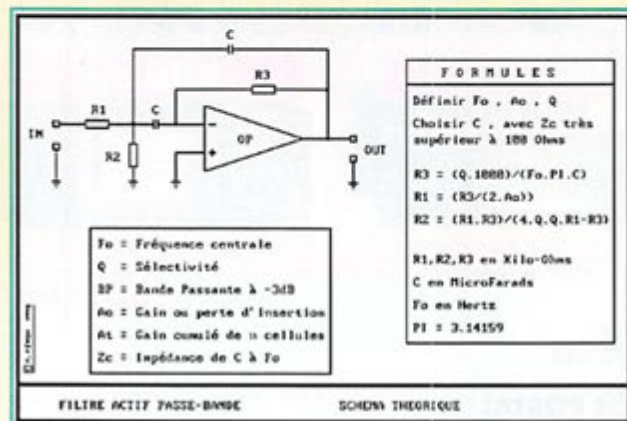 C
R3
R1
C
IN
R2
-
OP
+
OUT
FORMULES
Définir Fo , Ao , Q
Choisir C , avec Zc très
supérieur à 100 Ohms
R3 = (Q.1000)/(Fo.PI.C)
R1 = (R3/(2.Ao))
R2 = (R1.R3)/(4.Q.Q.R1-R3)
R1,R2,R3 en Kilo-Ohms
C en MicroFarads
Fo en Hertz
PI = 3.14159
Fo = Fréquence centrale
Q = Sélectivité
BP = Bande Passante à -3dB
Ao = Gain ou perte d'Insertion
At = Gain cumulé de n cellules
Zc = Impédance de C à Fo
FILTRE ACTIF PASSE-BANDE
SCHEMA THEORIQUE